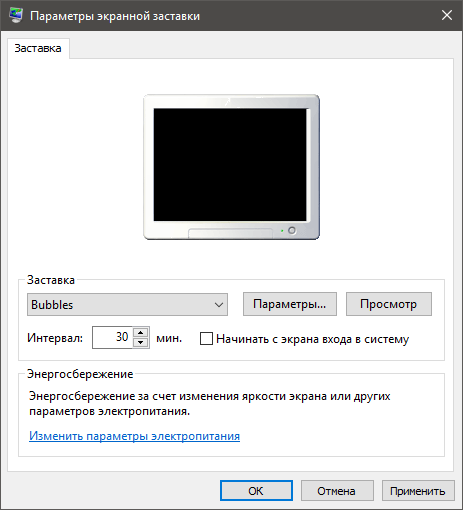 Параметры экранной заставки
Заставка
Заставка
Bubbles
Параметры...
Просмотр
Интервал: 30 мин.
Начинать с экрана входа в систему
Энергосбережение
Энергосбережение за счет изменения яркости экрана или других
параметров электропитания.
Изменить параметры электропитания
ОК
Отмена
Применить